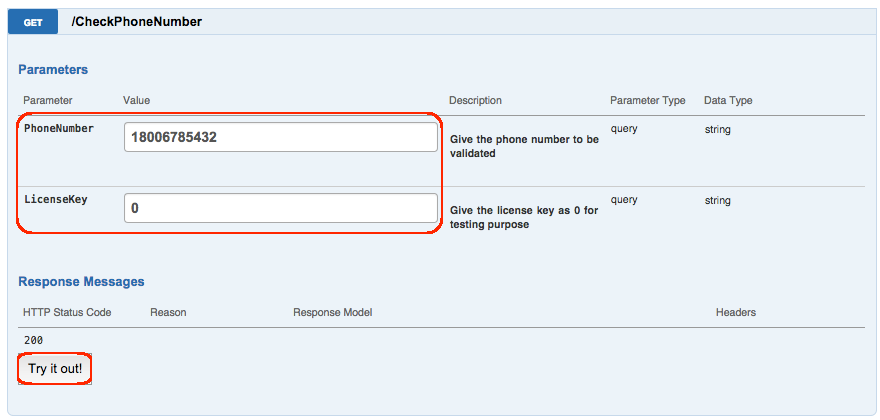 GET /CheckPhoneNumber
Parameters
Parameter Value Description Parameter Type Data Type
PhoneNumber 18006785432 Give the phone number to be query string
validated
LicenseKey 0 Give the license key as 0 for query string
testing purpose
Response Messages
HTTP Status Code Reason Response Model Headers
200
Try it out!